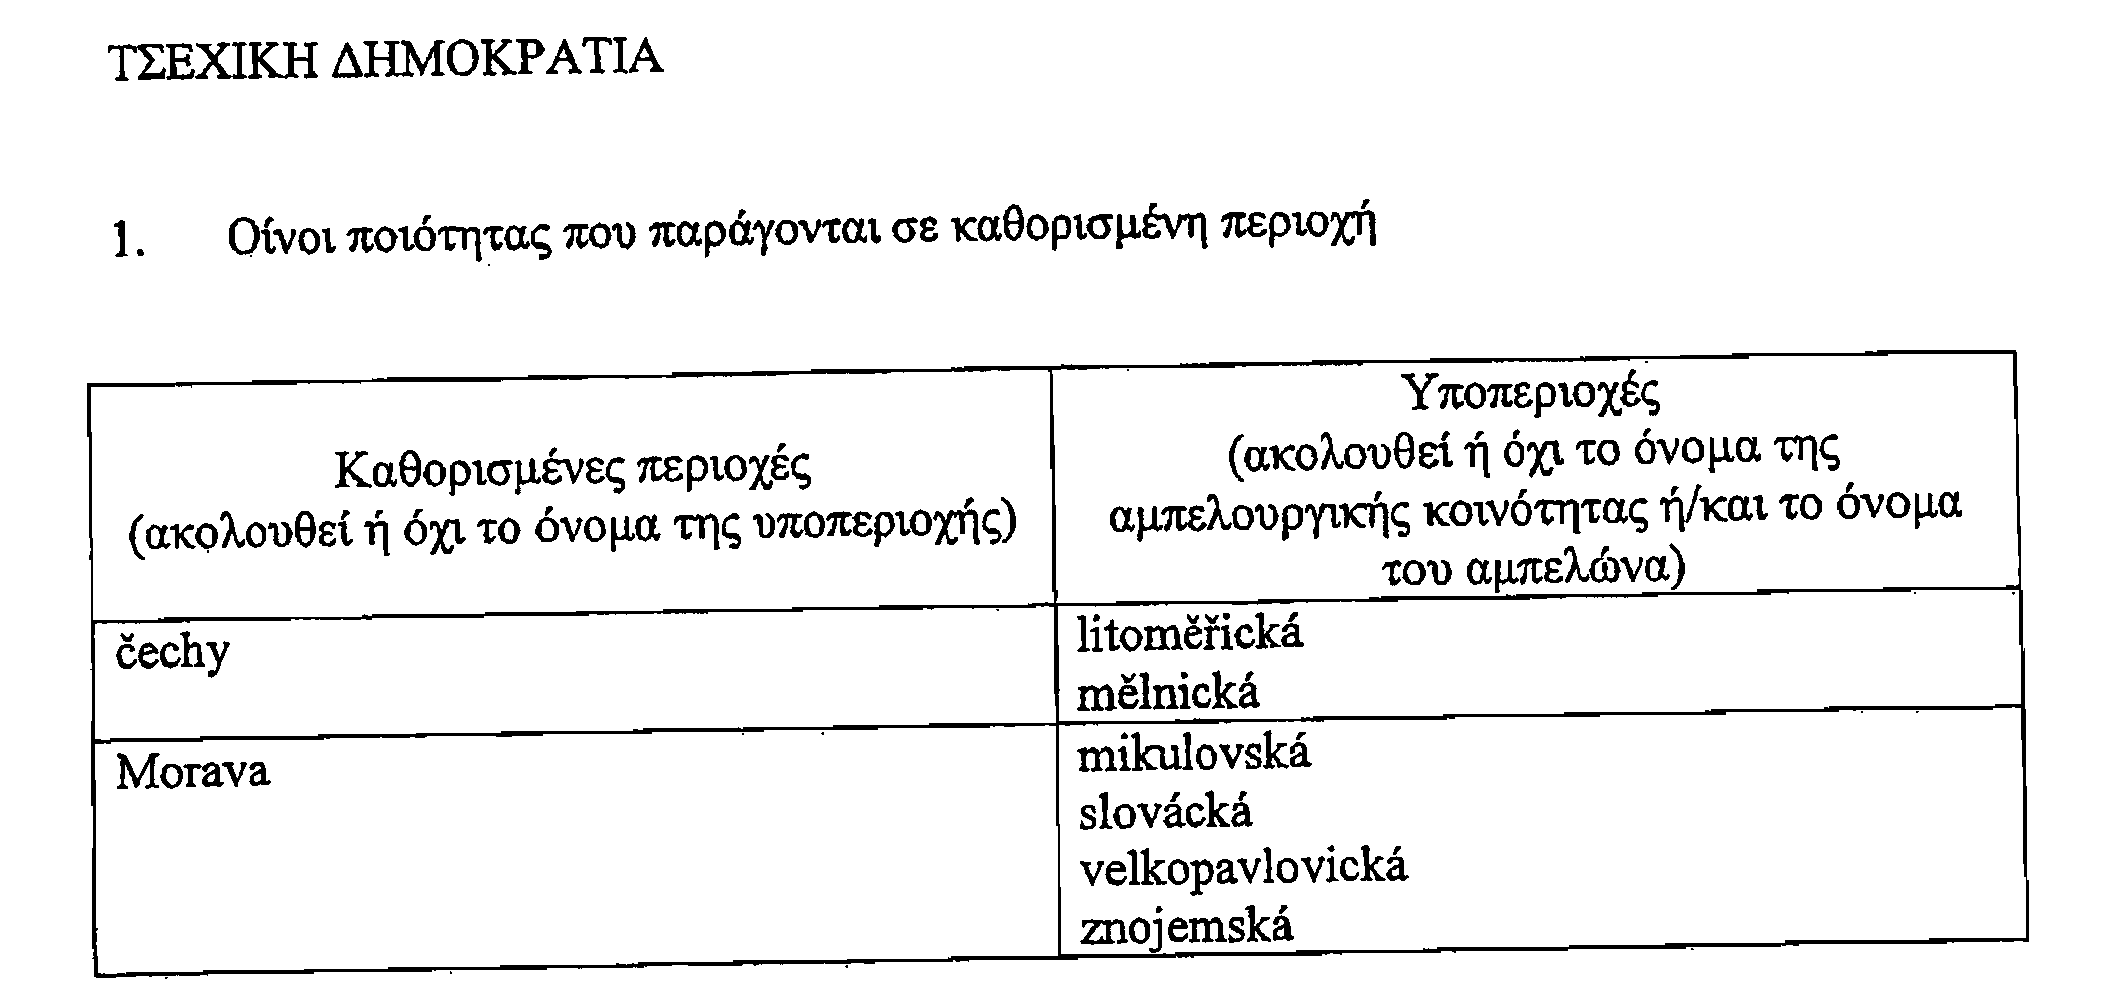 ΤΣΕΧΙΚΗ ΔΗΜΟΚΡΑΤΙΑ
1. Οίνοι ποιότητας που παράγονται σε καθορισμένη περιοχή
Καθορισμένες περιοχές
(ακολουθεί ή όχι το όνομα της υποπεριοχής)
Υποπεριοχές
(ακολουθεί ή όχι το όνομα της
αμπελουργικής κοινότητας ή/και το όνομα
του αμπελώνα)
čechy
litoměřická
mělnická
Morava
mikulovská
slovácká
velkopavlovická
znojemská